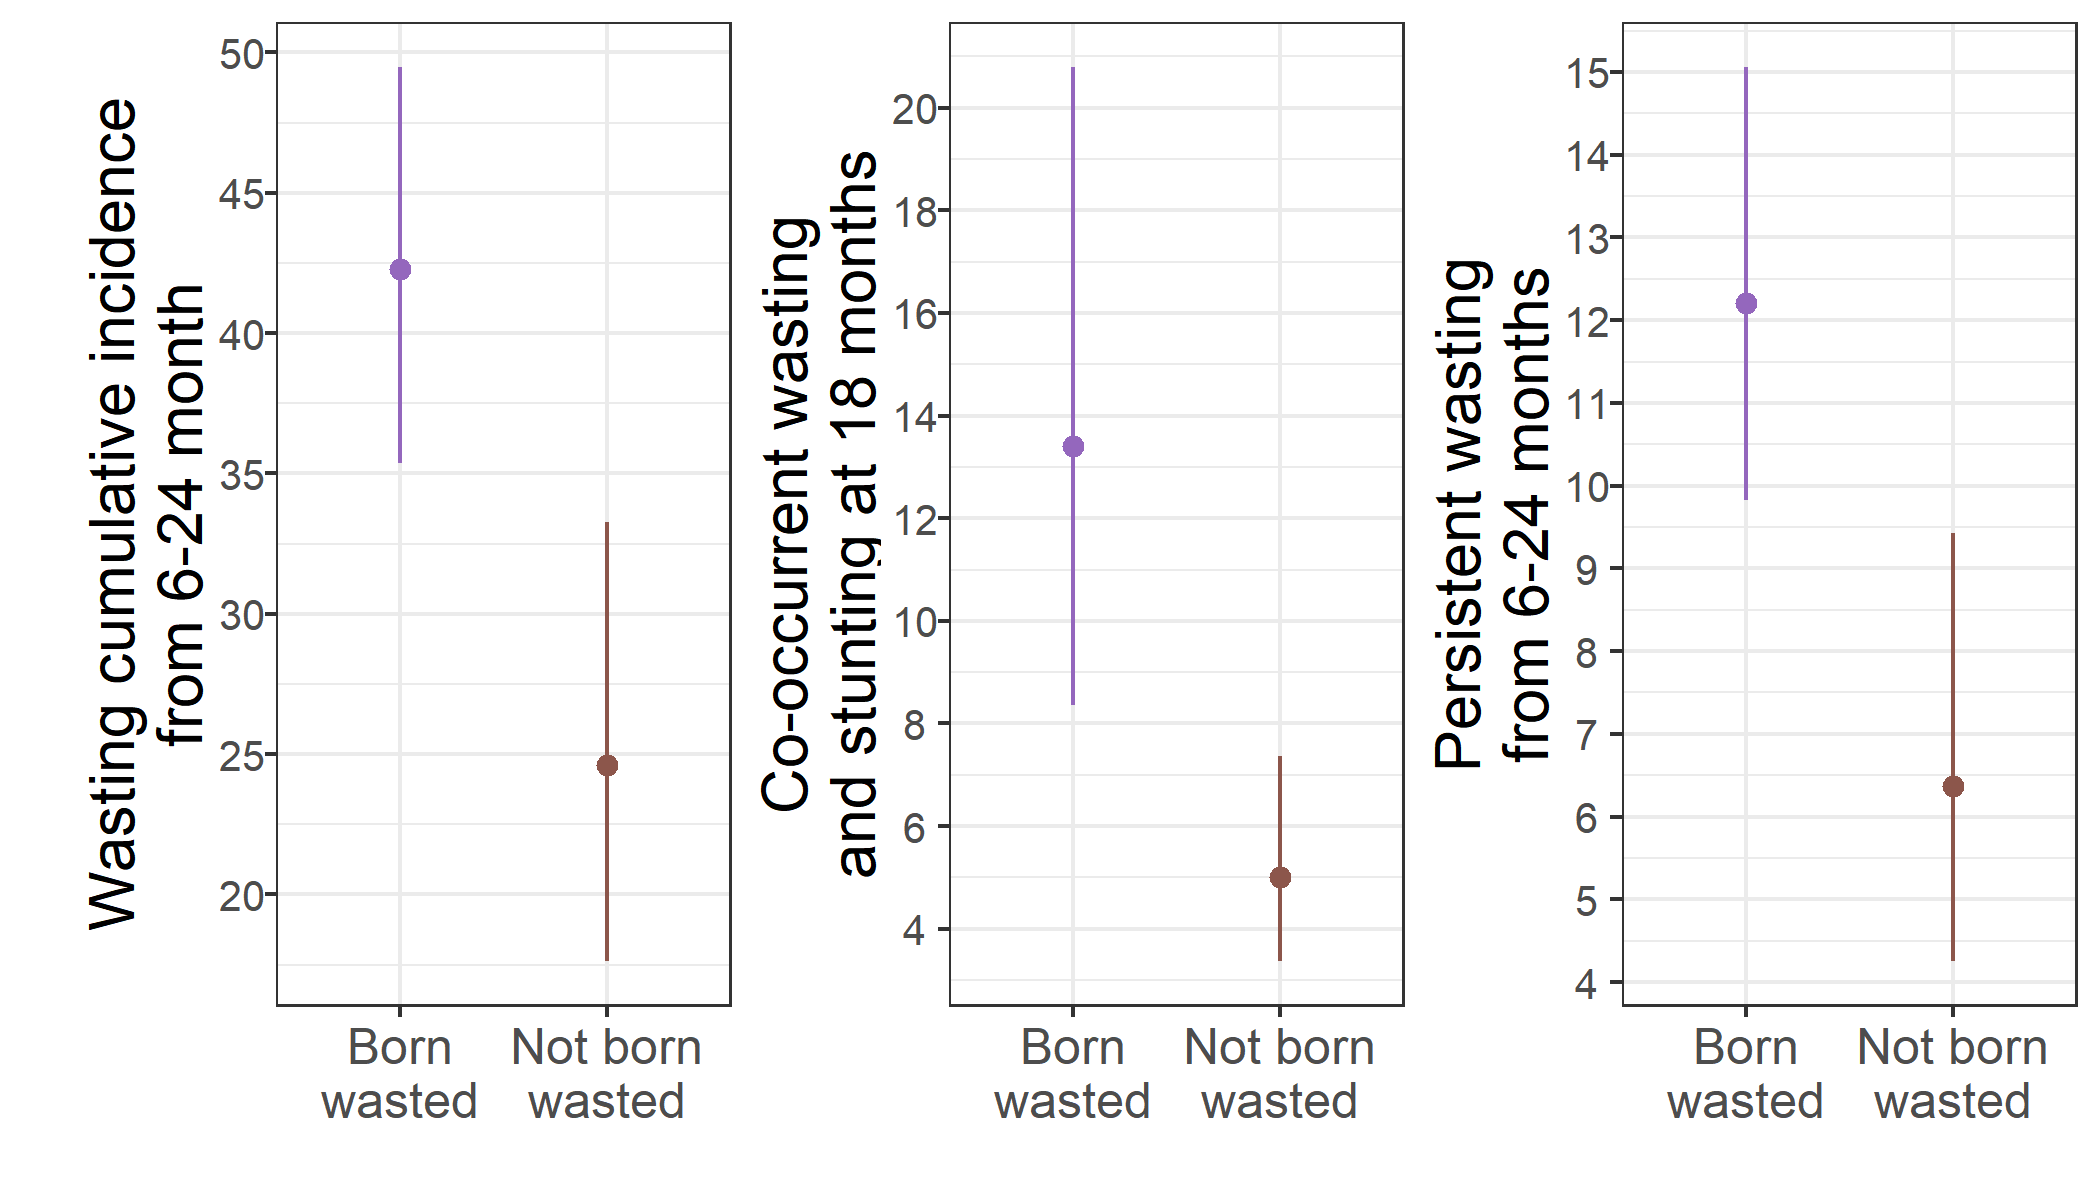 Wasting cumulative incidence
from 6-24 month
50
45
40
35
30
25
20
Born
wasted
Not born
wasted
Co-occurrent wasting
and stunting at 18 months
20
18
16
14
12
10
8
6
4
Born
wasted
Not born
wasted
Persistent wasting
from 6-24 months
15
14
13
12
11
10
9
8
7
6
5
4
Born
wasted
Not born
wasted